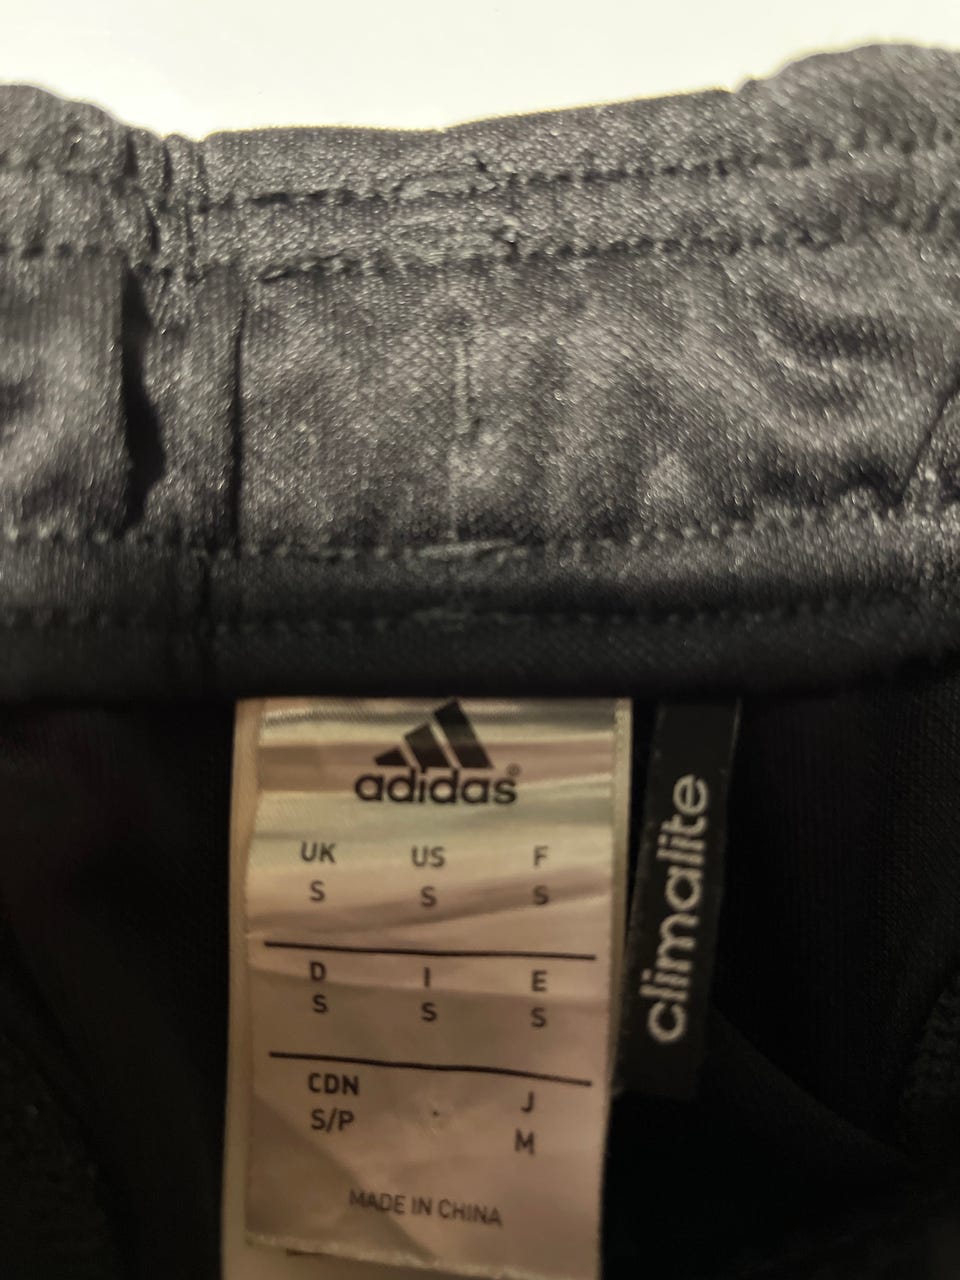 adidas®
UK US F
S S S
D I E
S S S
CDN J
S/P M
MADE IN CHINA
climalite